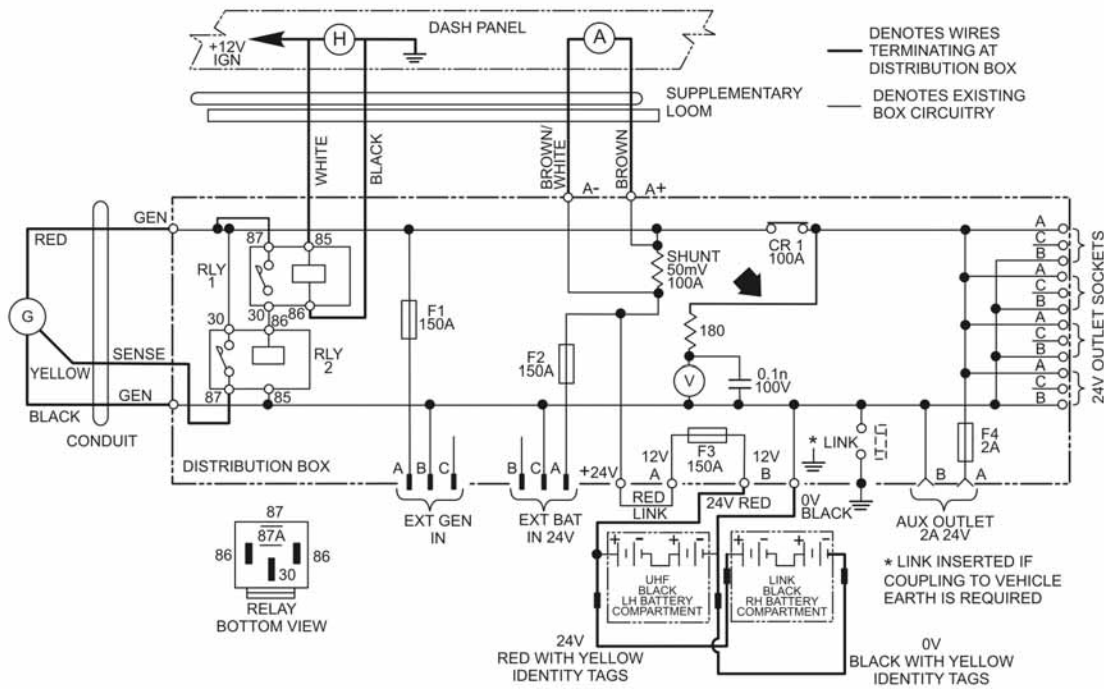 DASH PANEL
+12V
IGN
H
A
DENOTES WIRES
TERMINATING AT
DISTRIBUTION BOX
DENOTES EXISTING
BOX CIRCUITRY
SUPPLEMENTARY
LOOM
WHITE
BLACK
BROWN/
WHITE
BROWN
A-
A+
GEN
RED
87
85
RLY
1
30
86
30
86
RLY
2
87
85
G
SENSE
YELLOW
GEN
BLACK
CONDUIT
F1
150A
F2
150A
SHUNT
50mV
100A
CR 1
100A
180
V
0.1n
100V
A
C
B
A
C
B
A
C
B
A
C
B
24V OUTLET SOCKETS
DISTRIBUTION BOX
A
B
C
EXT GEN
IN
B
C
A
EXT BAT
IN 24V
+24V
12V
A
F3
150A
12V
B
RED
LINK
24V RED
0V
BLACK
* LINK
F4
2A
B
A
AUX OUTLET
2A 24V
+ - + -
UHF
BLACK
LH BATTERY
COMPARTMENT
+ - + -
LINK
BLACK
RH BATTERY
COMPARTMENT
* LINK INSERTED IF
COUPLING TO VEHICLE
EARTH IS REQUIRED
87
87A
86
86
30
RELAY
BOTTOM VIEW
24V
RED WITH YELLOW
IDENTITY TAGS
0V
BLACK WITH YELLOW
IDENTITY TAGS